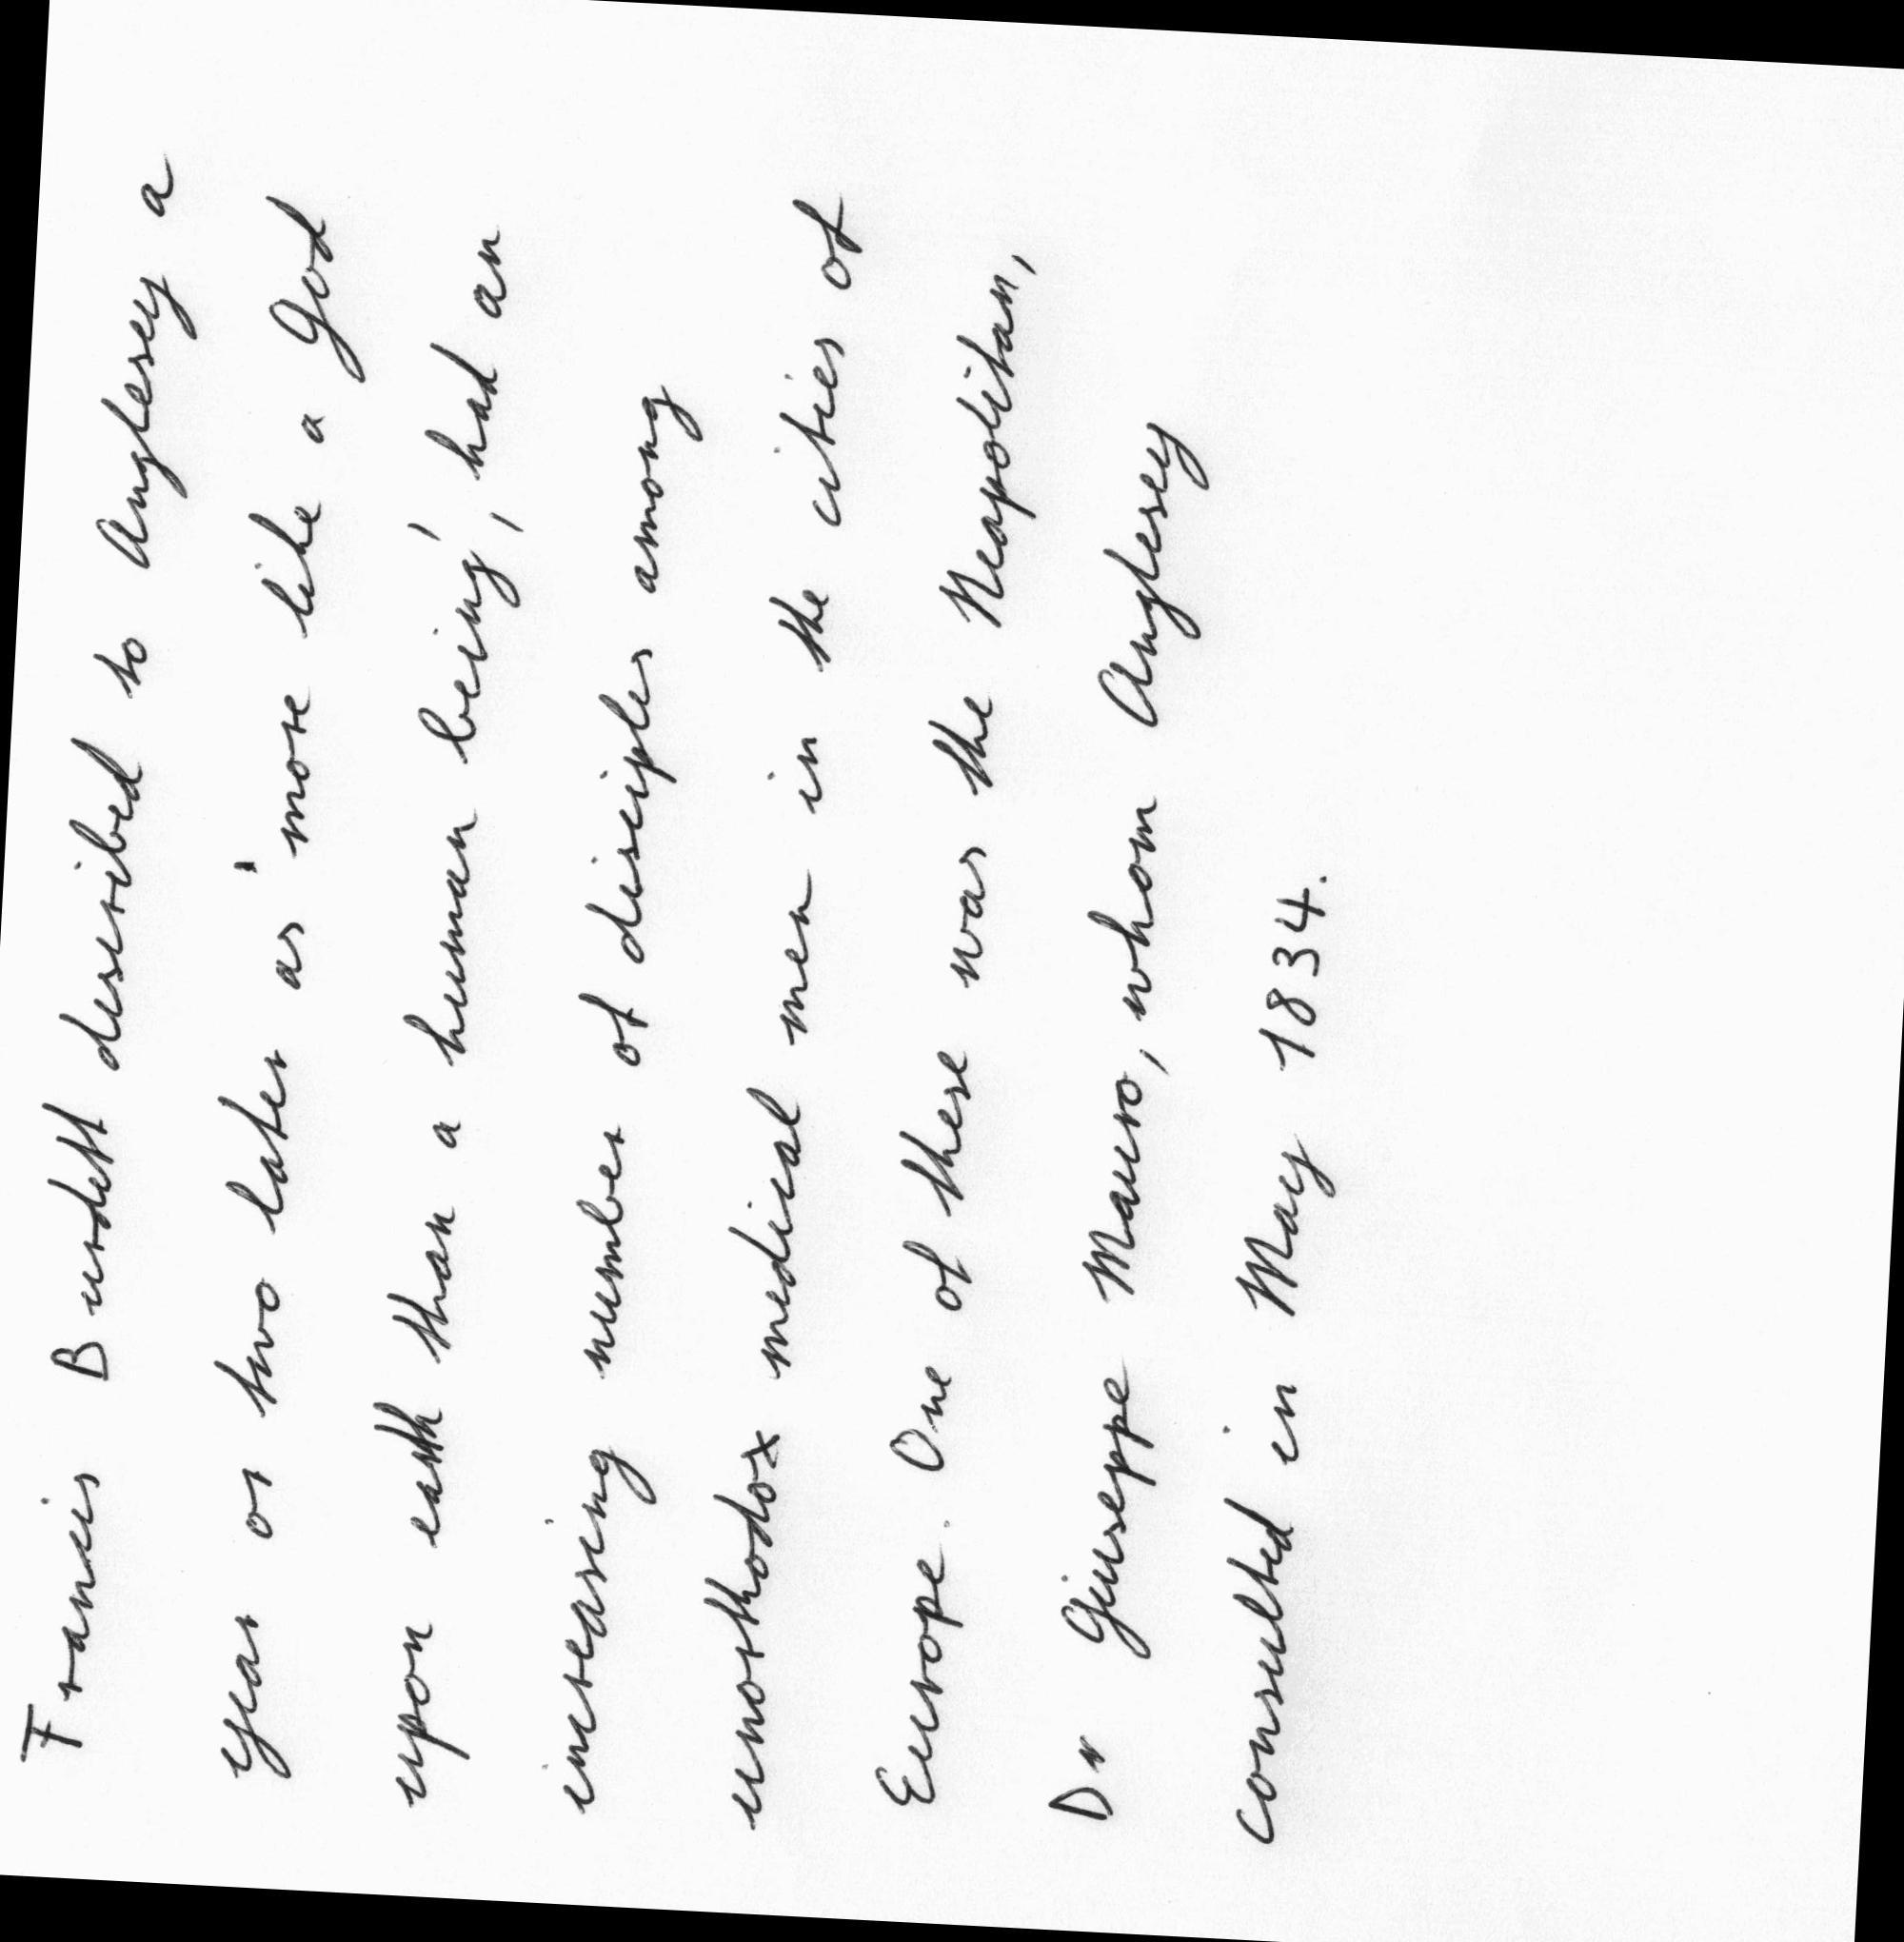 Francis Burdett described to Anglesey a
year or two later as 'more like a God
upon earth than a human being', had an
increasing number of disciples among
unorthodox medical men in the cities of
Europe. One of these was the Neapolitan,
Dr Giuseppe Mauro, whom Anglesey
consulted in May 1834.